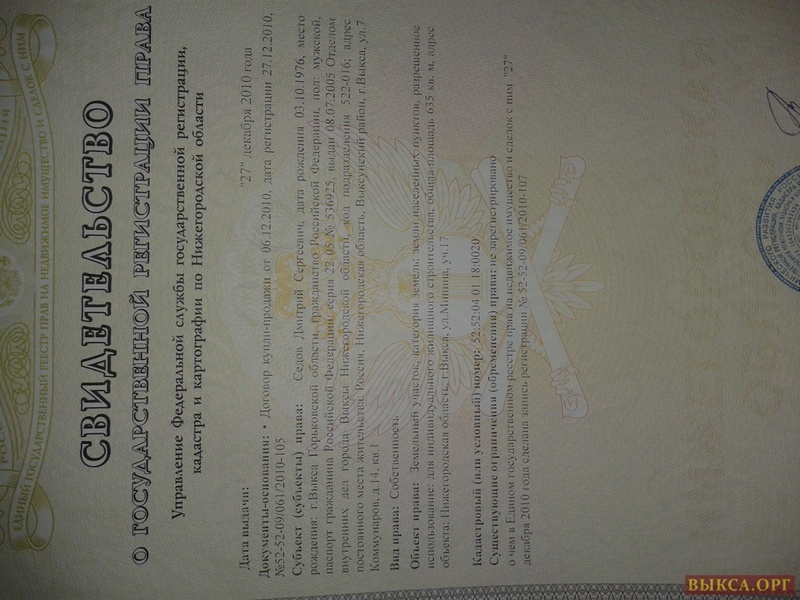 ЕДИНЫЙ ГОСУДАРСТВЕННЫЙ РЕЕСТР ПРАВ НА НЕДВИЖИМОЕ ИМУЩЕСТВО И СДЕЛОК С НИМ
СВИДЕТЕЛЬСТВО
О ГОСУДАРСТВЕННОЙ РЕГИСТРАЦИИ ПРАВА
Управление Федеральной службы государственной регистрации,
кадастра и картографии по Нижегородской области
Дата выдачи: "27" декабря 2010 года
Документы-основания: • Договор купли-продажи от 06.12.2010, дата регистрации 27.12.2010,
№52-52-09/061/2010-105
Субъект (субъекты) права: Седов Дмитрий Сергеевич, дата рождения 03.10.1976, место
рождения: г.Выкса Горьковской области, гражданство Российской Федерации, пол: мужской,
паспорт гражданина Российской Федерации, серия 22 05 № 536925, выдан 08.07.2005 Отделом
внутренних дел города Выксы Нижегородской области, код подразделения 522-016; адрес
постоянного места жительства: Россия, Нижегородская область, Выксунский район, г.Выкса, ул.7
Коммунаров, д.14, кв.1
Вид права: Собственность
Объект права: Земельный участок, категория земель: земли населенных пунктов, разрешенное
использование: для индивидуального жилищного строительства, общая площадь 635 кв. м, адрес
объекта: Нижегородская область, г.Выкса, ул.Минина, уч.17
Кадастровый (или условный) номер: 52:52:04 01 18:0020
Существующие ограничения (обременения) права: не зарегистрировано
о чем в Едином государственном реестре прав на недвижимое имущество и сделок с ним "27"
декабря 2010 года сделана запись регистрации № 52-52-09/061/2010-107
ВЫКСА.ОРГ